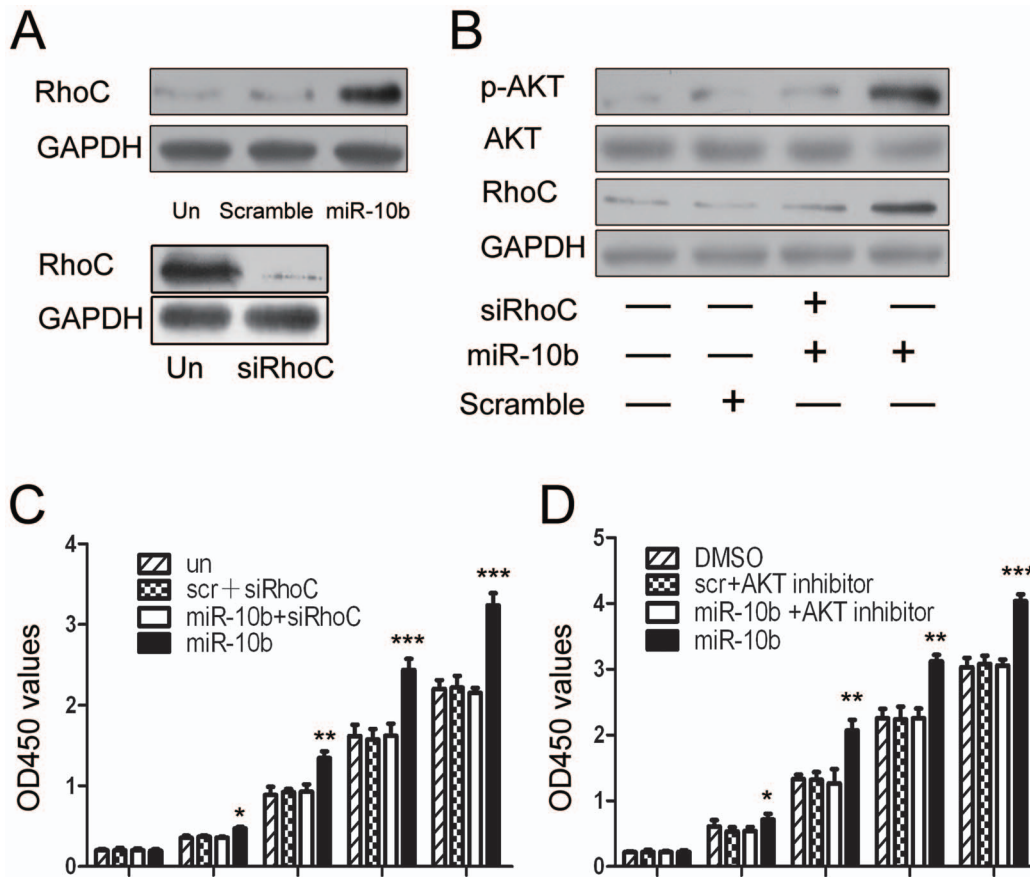 A
RhoC
GAPDH
Un Scramble miR-10b
RhoC
GAPDH
Un siRhoC
B
p-AKT
AKT
RhoC
GAPDH
siRhoC — — + —
miR-10b — — + +
Scramble — + — —
C
OD450 values
4
3
2
1
0
un
scr+siRhoC
miR-10b+siRhoC
miR-10b
*
**
***
***
D
OD450 values
5
4
3
2
1
0
DMSO
scr+AKT inhibitor
miR-10b +AKT inhibitor
miR-10b
*
**
**
***